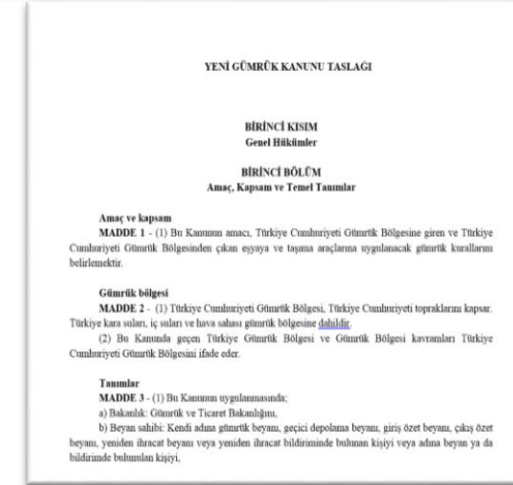 YENİ GÜMRÜK KANUNU TASLAĞI
BİRİNCİ KISIM
Genel Hükümler
BİRİNCİ BÖLÜM
Amaç, Kapsam ve Temel Tanımlar
Amaç ve kapsam
MADDE 1 - (1) Bu Kanunun amacı, Türkiye Cumhuriyeti Gümrük Bölgesine giren ve Türkiye
Cumhuriyeti Gümrük Bölgesinden çıkan eşyaya ve taşıma araçlarına uygulanacak gümrük kurallarını
belirlemektir.
Gümrük bölgesi
MADDE 2 - (1) Türkiye Cumhuriyeti Gümrük Bölgesi, Türkiye Cumhuriyeti topraklarını kapsar.
Türkiye kara suları, iç suları ve hava sahası gümrük bölgesine dahildir.
(2) Bu Kanunda geçen Türkiye Gümrük Bölgesi ve Gümrük Bölgesi kavramları Türkiye
Cumhuriyeti Gümrük Bölgesini ifade eder.
Tanımlar
MADDE 3 - (1) Bu Kanunun uygulanmasında;
a) Bakanlık: Gümrük ve Ticaret Bakanlığını,
b) Beyan sahibi: Kendi adına gümrük beyanı, geçici depolama beyanı, giriş özet beyanı, çıkış özet
beyanı, yeniden ihracat beyanı veya yeniden ihracat bildiriminde bulunan kişiyi veya adına beyan ya da
bildirimde bulunulan kişiyi,